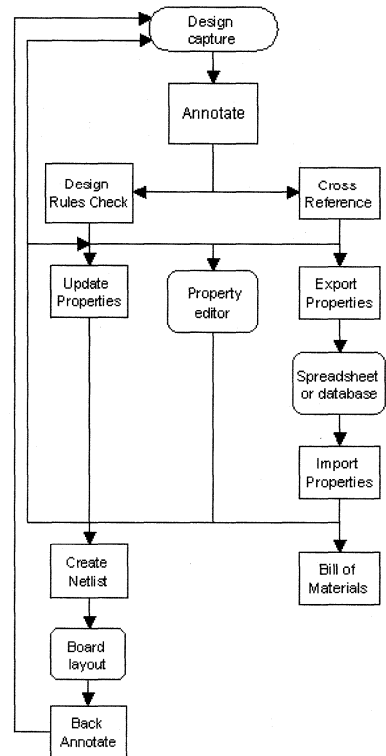 Design
capture
Annotate
Design
Rules Check
Cross
Reference
Update
Properties
Property
editor
Export
Properties
Spreadsheet
or database
Import
Properties
Create
Netlist
Bill of
Materials
Board
layout
Back
Annotate